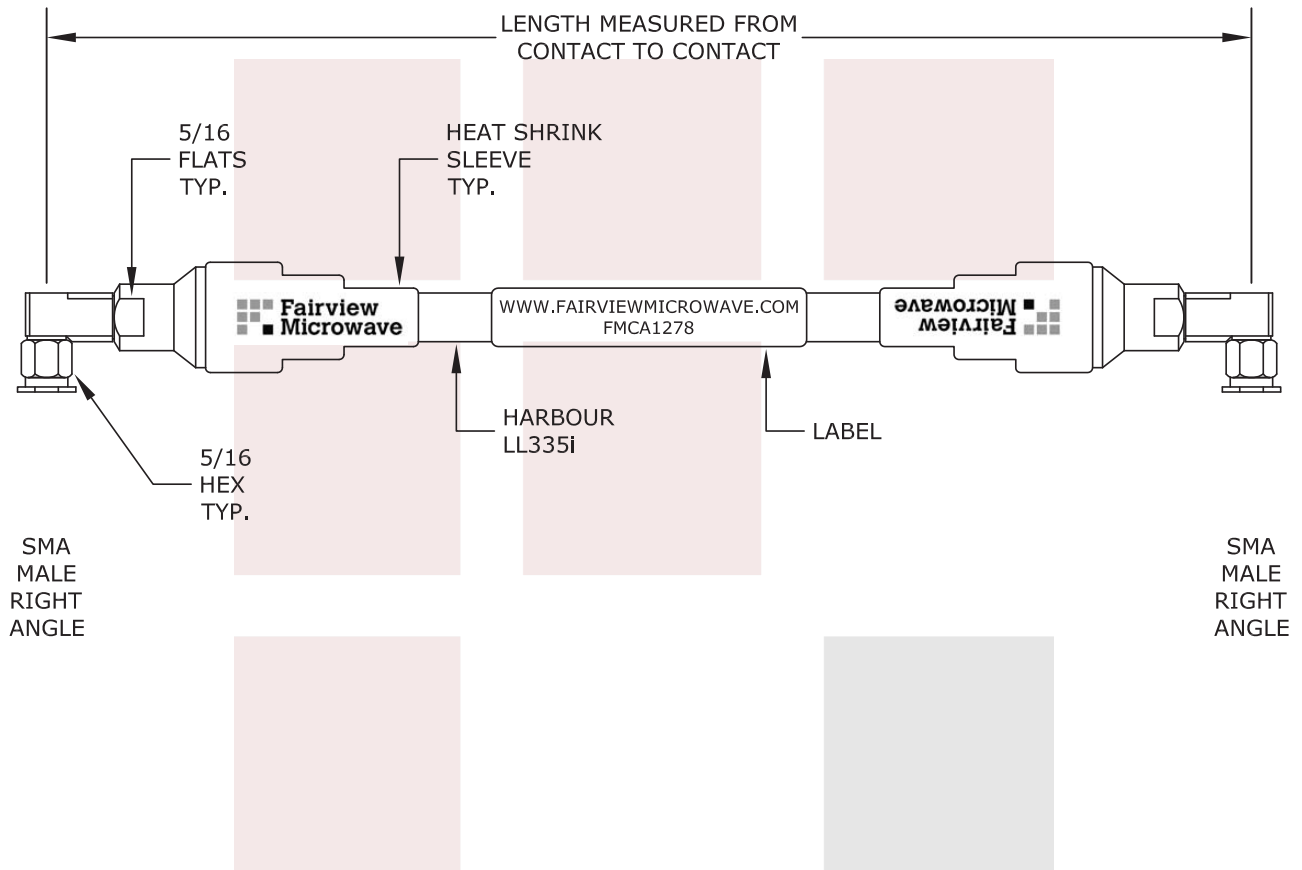 LENGTH MEASURED FROM
CONTACT TO CONTACT
5/16
FLATS
TYP.
HEAT SHRINK
SLEEVE
TYP.
Fairview
Microwave
WWW.FAIRVIEWMICROWAVE.COM
FMCA1278
Fairview
Microwave
HARBOUR
LL335i
LABEL
5/16
HEX
TYP.
SMA
MALE
RIGHT
ANGLE
SMA
MALE
RIGHT
ANGLE